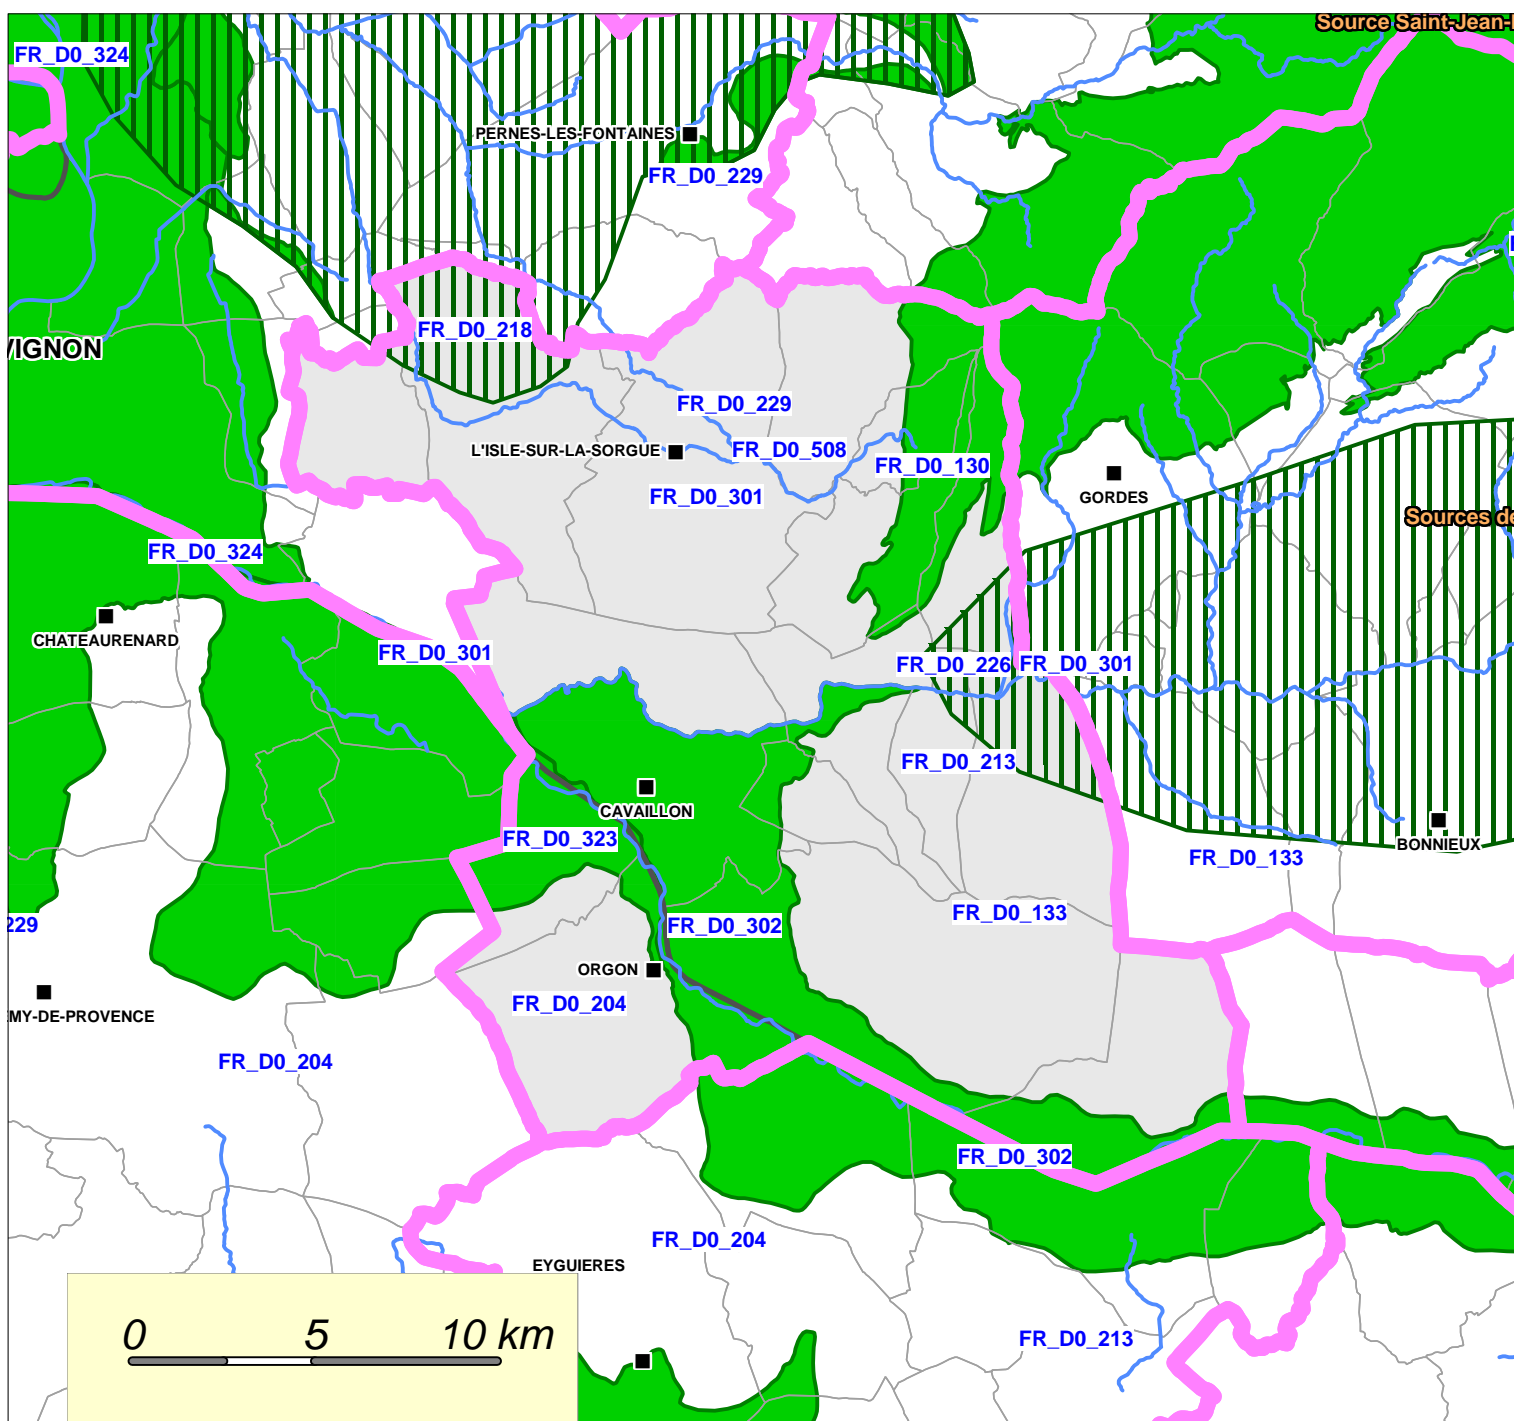 Source Saint-Jean-
FR_D0_324
PERNES-LES-FONTAINES
FR_D0_229
FR_D0_218
VIGNON
FR_D0_229
L'ISLE-SUR-LA-SORGUE
FR_D0_508
FR_D0_130
FR_D0_301
GORDES
Sources de
FR_D0_324
CHATEAURENARD
FR_D0_301
FR_D0_226
FR_D0_301
FR_D0_213
CAVAILLON
FR_D0_323
BONNIEUX
FR_D0_133
FR_D0_133
229
FR_D0_302
ORGON
FR_D0_204
EMY-DE-PROVENCE
FR_D0_204
FR_D0_302
FR_D0_204
EYGUIERES
FR_D0_213
0 5 10 km